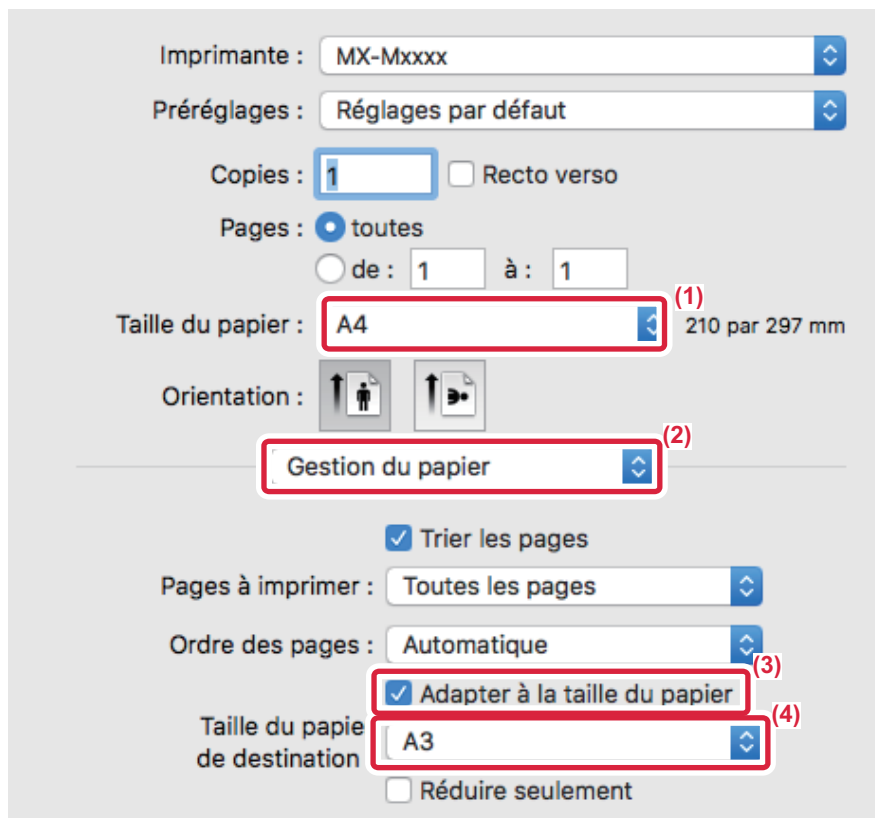 Imprimante : MX-Mxxxx
Préréglages : Réglages par défaut
Copies : 1 Recto verso
Pages : toutes
de : 1 à : 1
(1)
Taille du papier : A4 210 par 297 mm
Orientation :
(2)
Gestion du papier
Trier les pages
Pages à imprimer : Toutes les pages
Ordre des pages : Automatique
(3)
Adapter à la taille du papier
(4)
Taille du papie
de destination A3
Réduire seulement